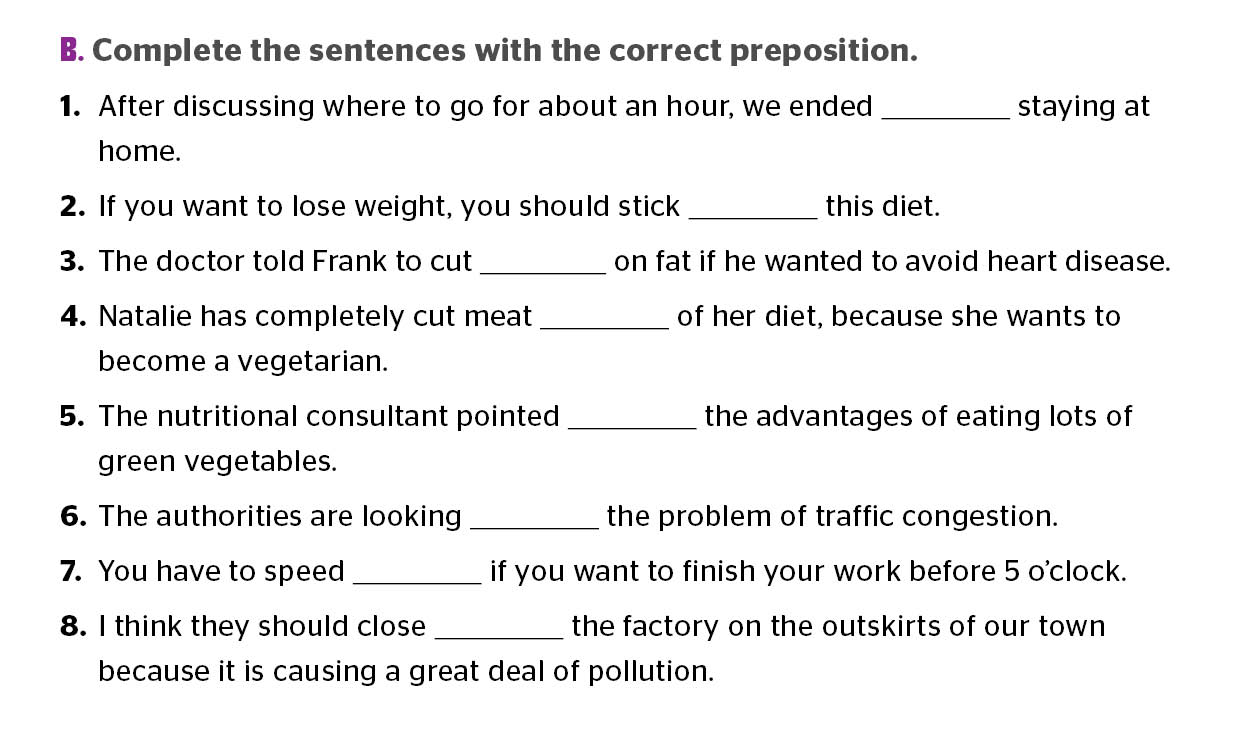 B. Complete the sentences with the correct preposition.
1. After discussing where to go for about an hour, we ended _________ staying at
home.
2. If you want to lose weight, you should stick _________ this diet.
3. The doctor told Frank to cut _________ on fat if he wanted to avoid heart disease.
4. Natalie has completely cut meat _________ of her diet, because she wants to
become a vegetarian.
5. The nutritional consultant pointed _________ the advantages of eating lots of
green vegetables.
6. The authorities are looking _________ the problem of traffic congestion.
7. You have to speed _________ if you want to finish your work before 5 o’clock.
8. I think they should close _________ the factory on the outskirts of our town
because it is causing a great deal of pollution.